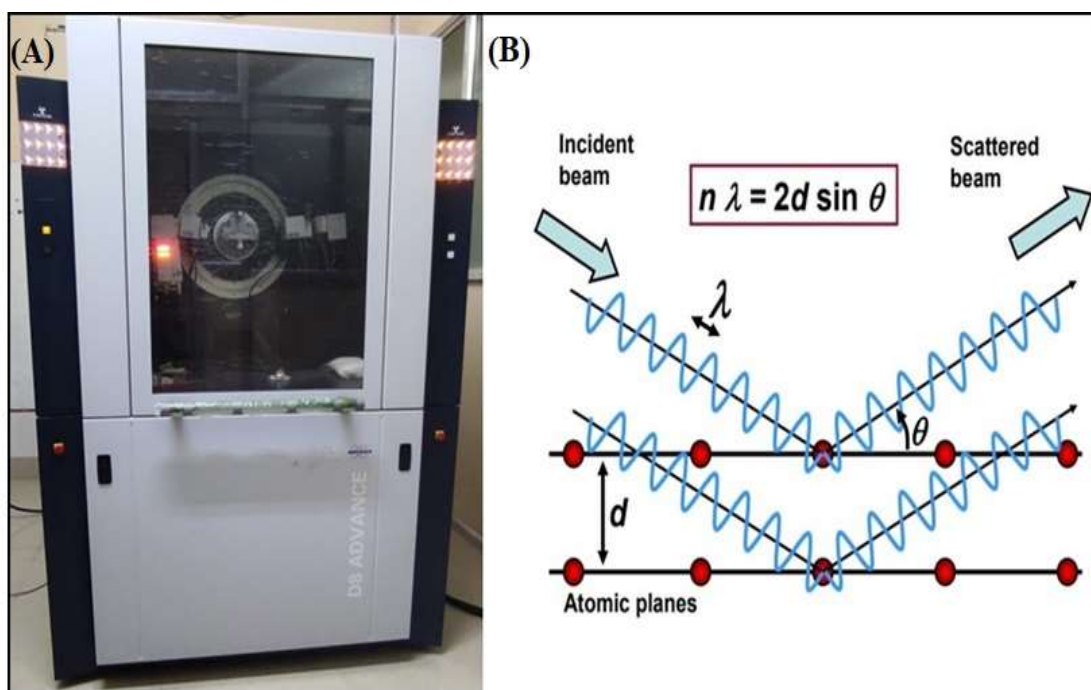 (A)
D8 ADVANCE
(B)
Incident
beam
Scattered
beam
n λ = 2d sin θ
λ
θ
d
Atomic planes